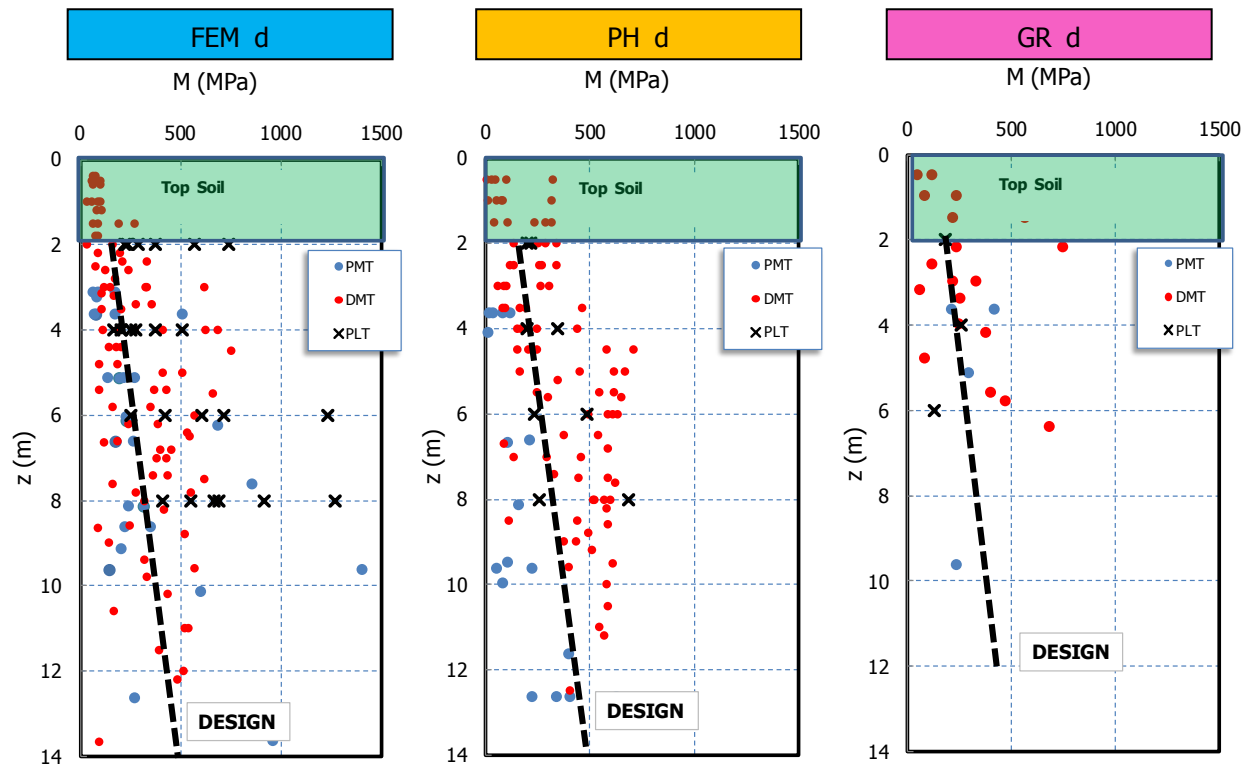 FEM d
M (MPa)
0 500 1000 1500
0
2
4
6
8
10
12
14
z (m)
Top Soil
PMT
DMT
PLT
DESIGN
PH d
M (MPa)
0 500 1000 1500
0
2
4
6
8
10
12
14
z (m)
Top Soil
PMT
DMT
PLT
DESIGN
GR d
M (MPa)
0 500 1000 1500
0
2
4
6
8
10
12
14
z (m)
Top Soil
PMT
DMT
PLT
DESIGN